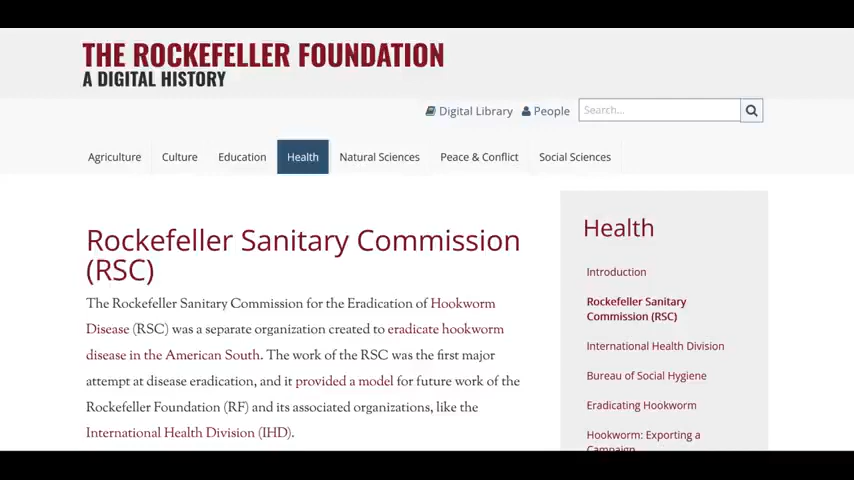 THE ROCKEFELLER FOUNDATION
A DIGITAL HISTORY
Digital Library People Search...
Agriculture Culture Education Health Natural Sciences Peace & Conflict Social Sciences
Rockefeller Sanitary Commission
(RSC)
The Rockefeller Sanitary Commission for the Eradication of Hookworm
Disease (RSC) was a separate organization created to eradicate hookworm
disease in the American South. The work of the RSC was the first major
attempt at disease eradication, and it provided a model for future work of the
Rockefeller Foundation (RF) and its associated organizations, like the
International Health Division (IHD).
Health
Introduction
Rockefeller Sanitary
Commission (RSC)
International Health Division
Bureau of Social Hygiene
Eradicating Hookworm
Hookworm: Exporting a
Campaign